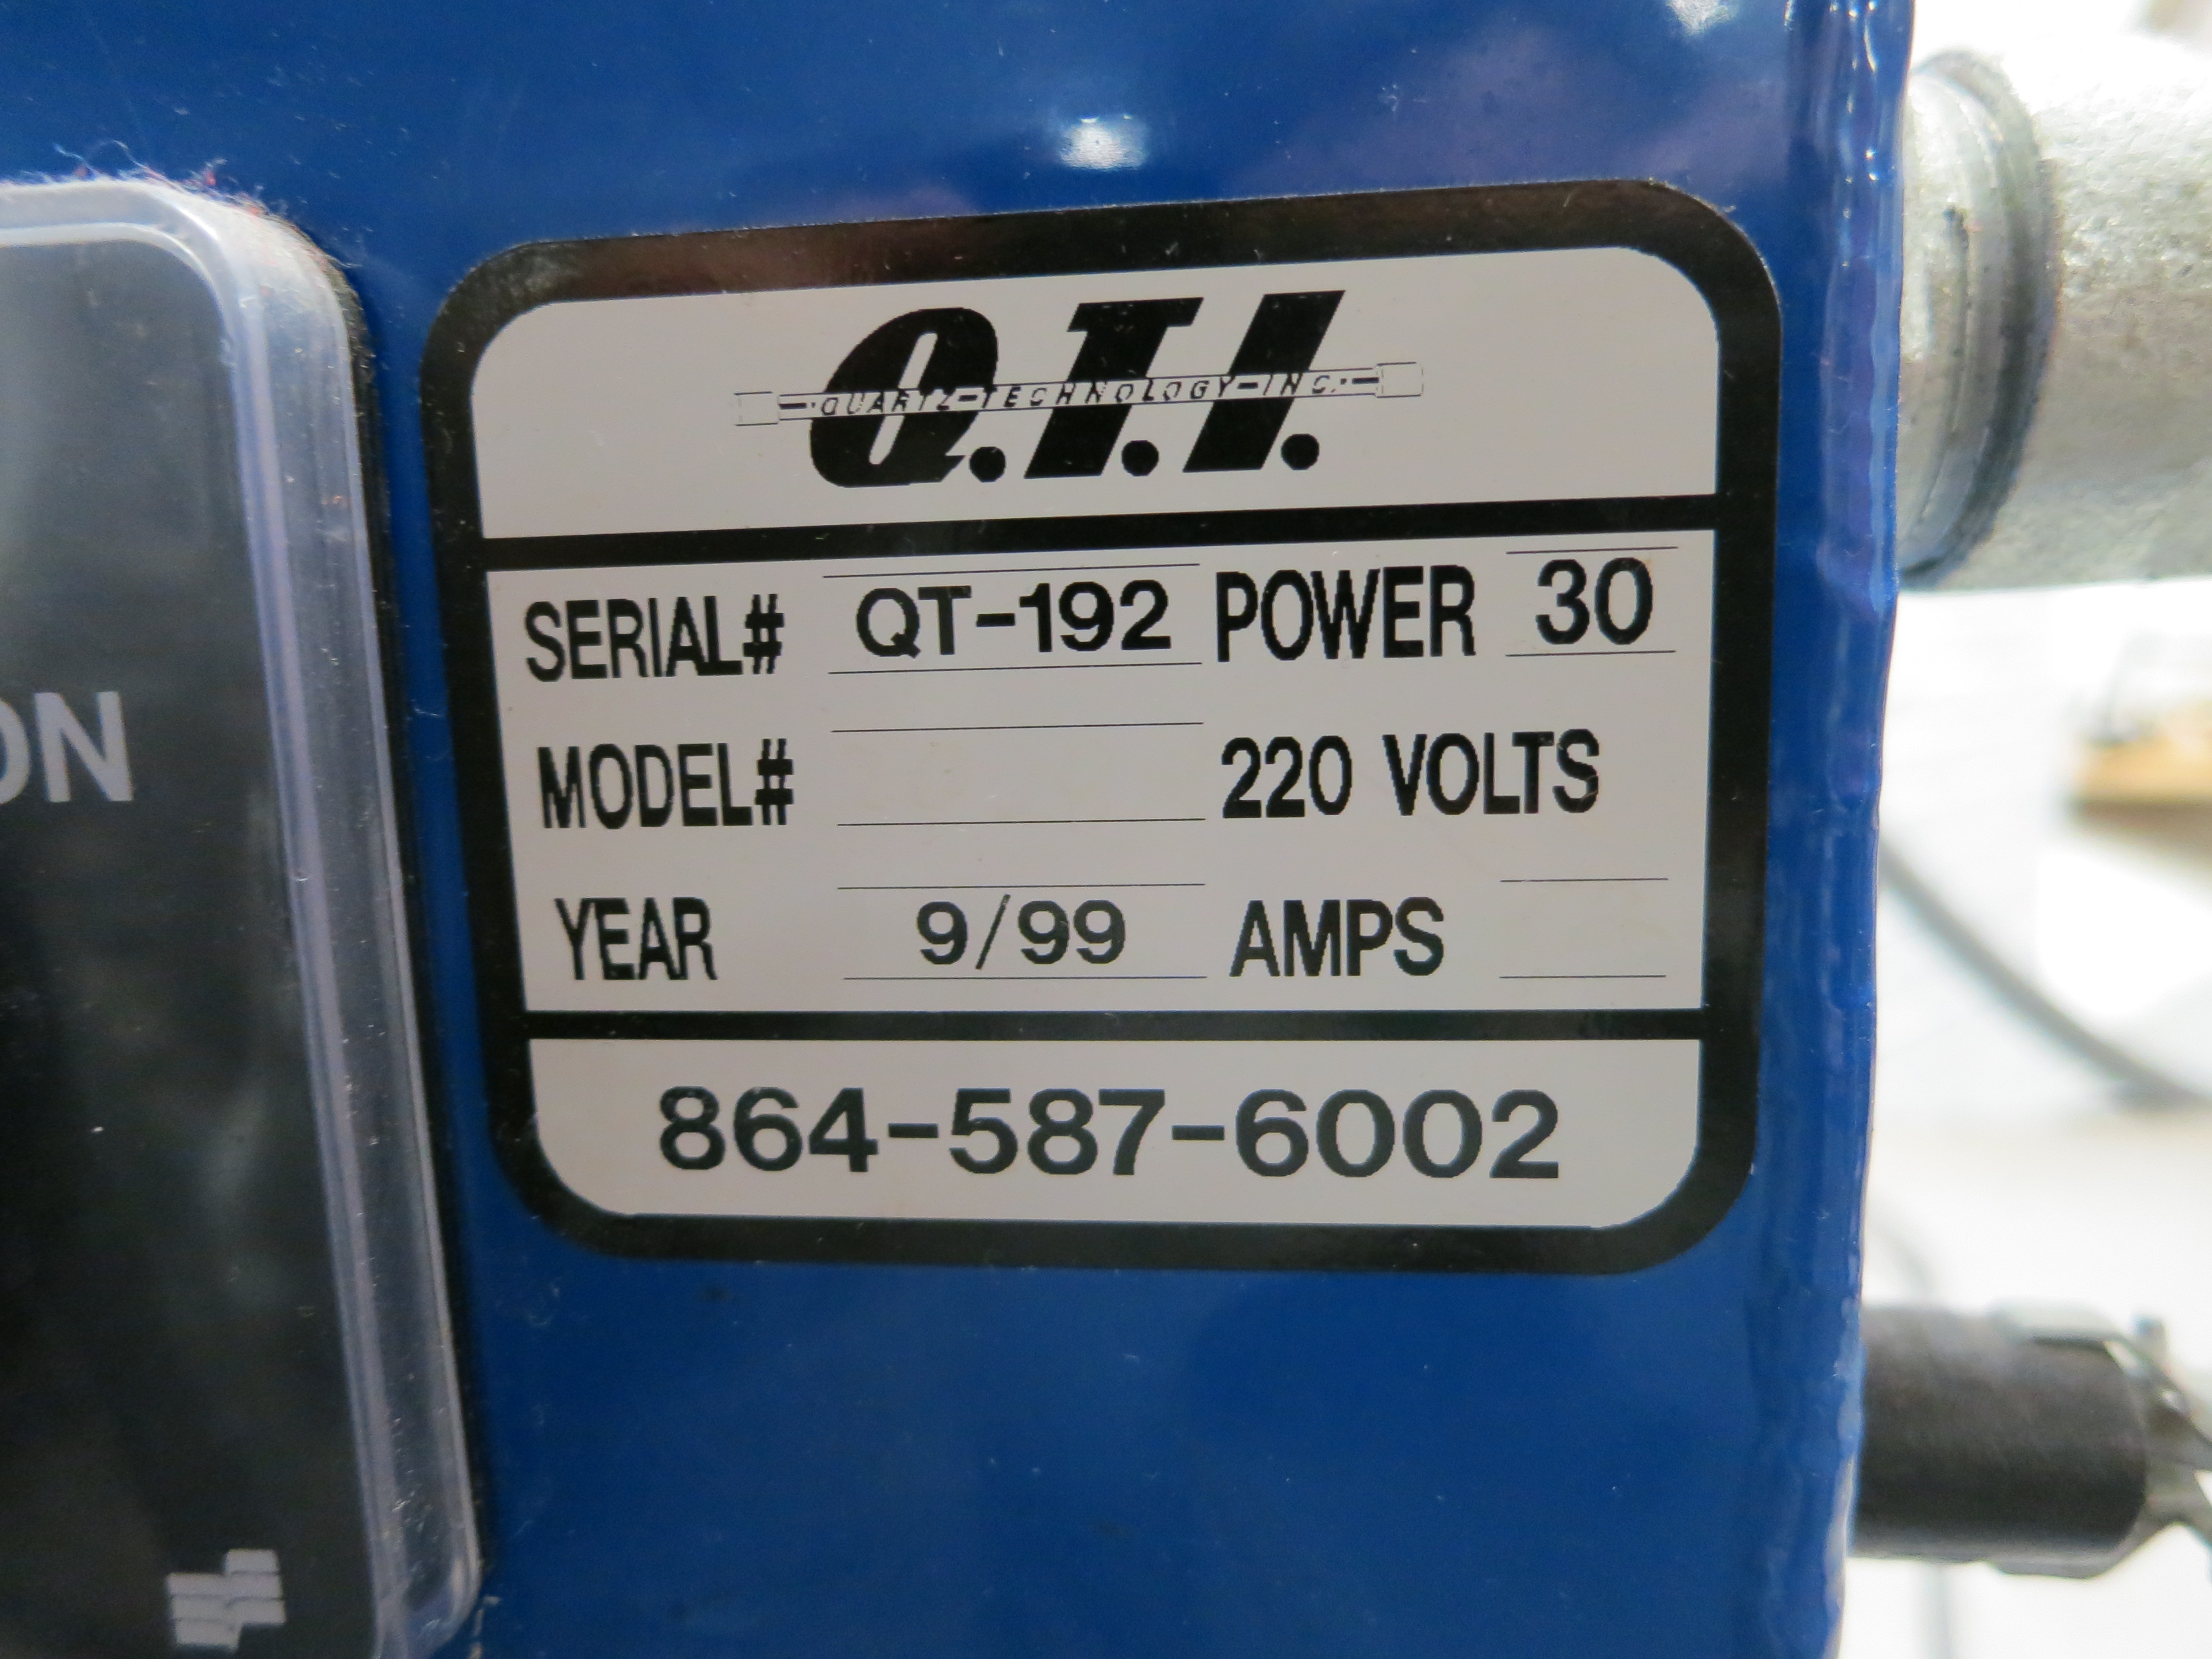 Q.T.I.
QUARTZ-TECHNOLOGY-INC.
SERIAL# QT-192 POWER 30
MODEL# 220 VOLTS
YEAR 9/99 AMPS
864-587-6002
ON